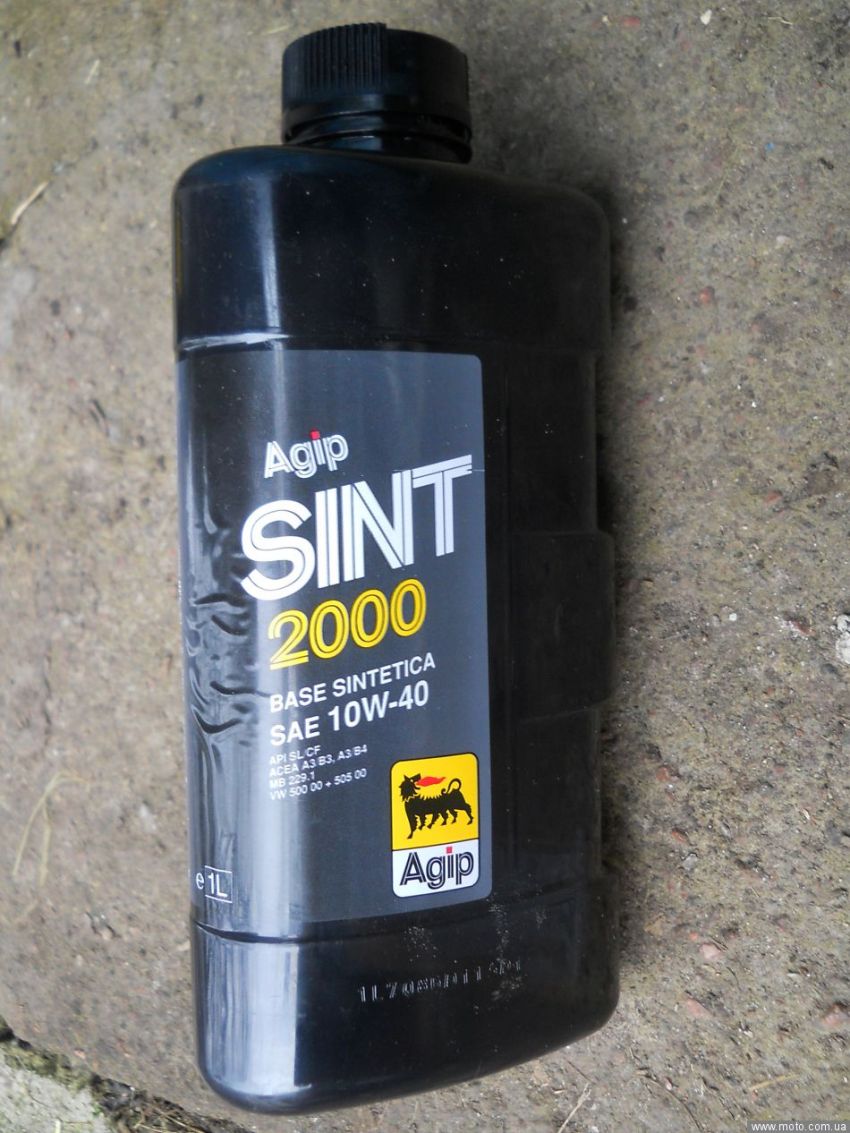 Agip
SINT
2000
BASE SINTETICA
SAE 10W-40
API SL/CF
ACEA A3/B3, A3/B4
MB 229.1
VW 500 00 + 505 00
Agip
e 1L
www.moto.com.ua